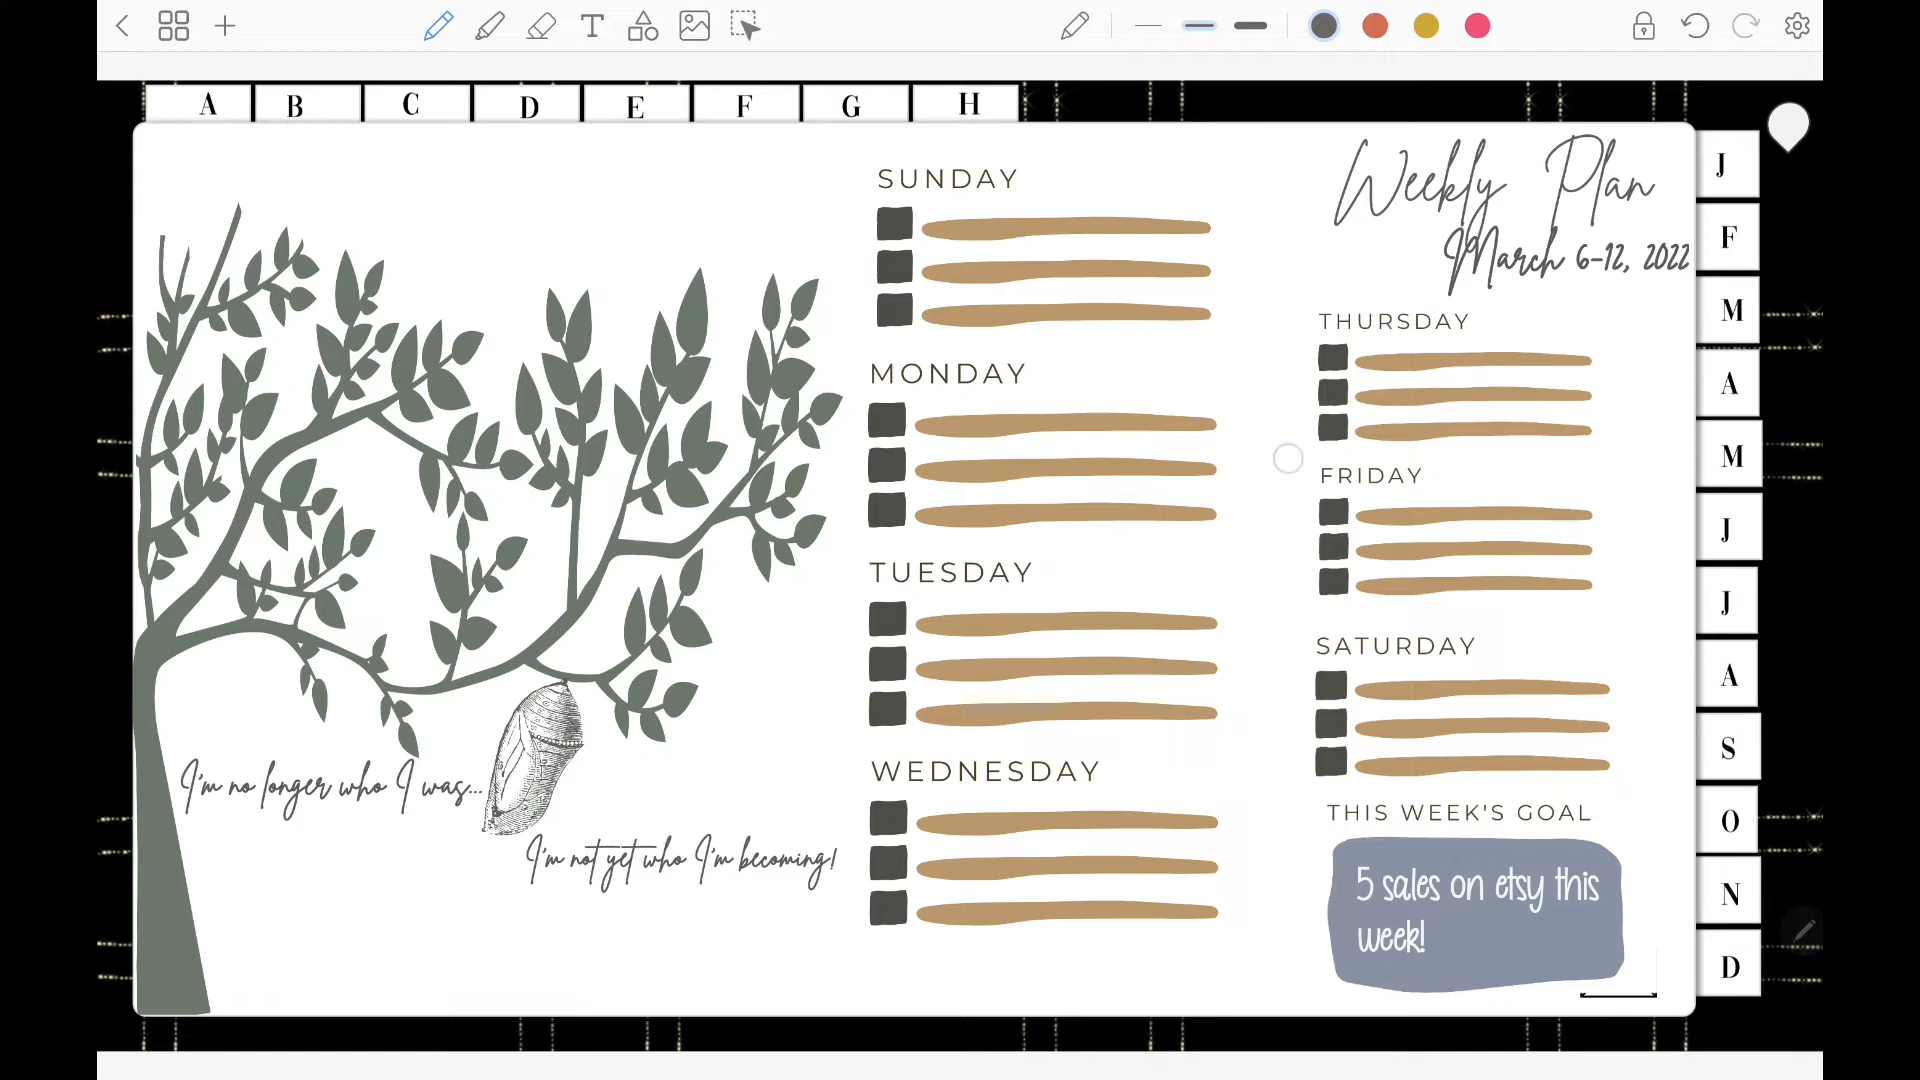 A B C D E F G H
Weekly Plan
March 6-12, 2022
SUNDAY
MONDAY
TUESDAY
WEDNESDAY
THURSDAY
FRIDAY
SATURDAY
THIS WEEK'S GOAL
5 sales on etsy this
week!
I'm no longer who I was...
I'm not yet who I'm becoming!
J
F
M
A
M
J
J
A
S
O
N
D